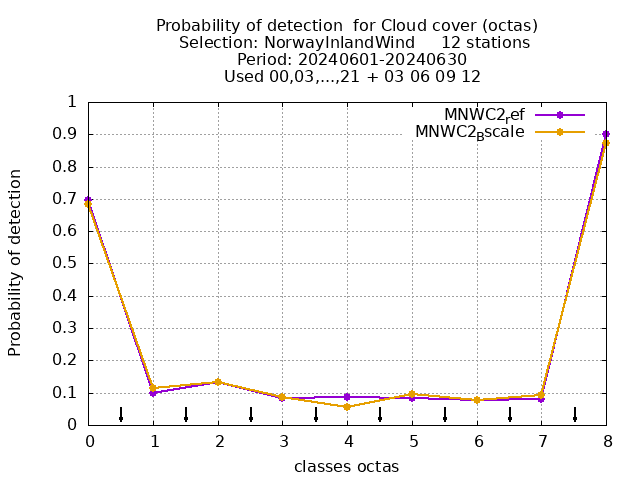 Probability of detection  for Cloud cover (octas)
Selection: NorwayInlandWind     12 stations
Period: 20240601-20240630
Used 00,03,...,21 + 03 06 09 12
MNWC2_ref
MNWC2_Bscale
1
0.9
0.8
0.7
0.6
0.5
0.4
0.3
0.2
0.1
0
Probability of detection
0 1 2 3 4 5 6 7 8
classes octas